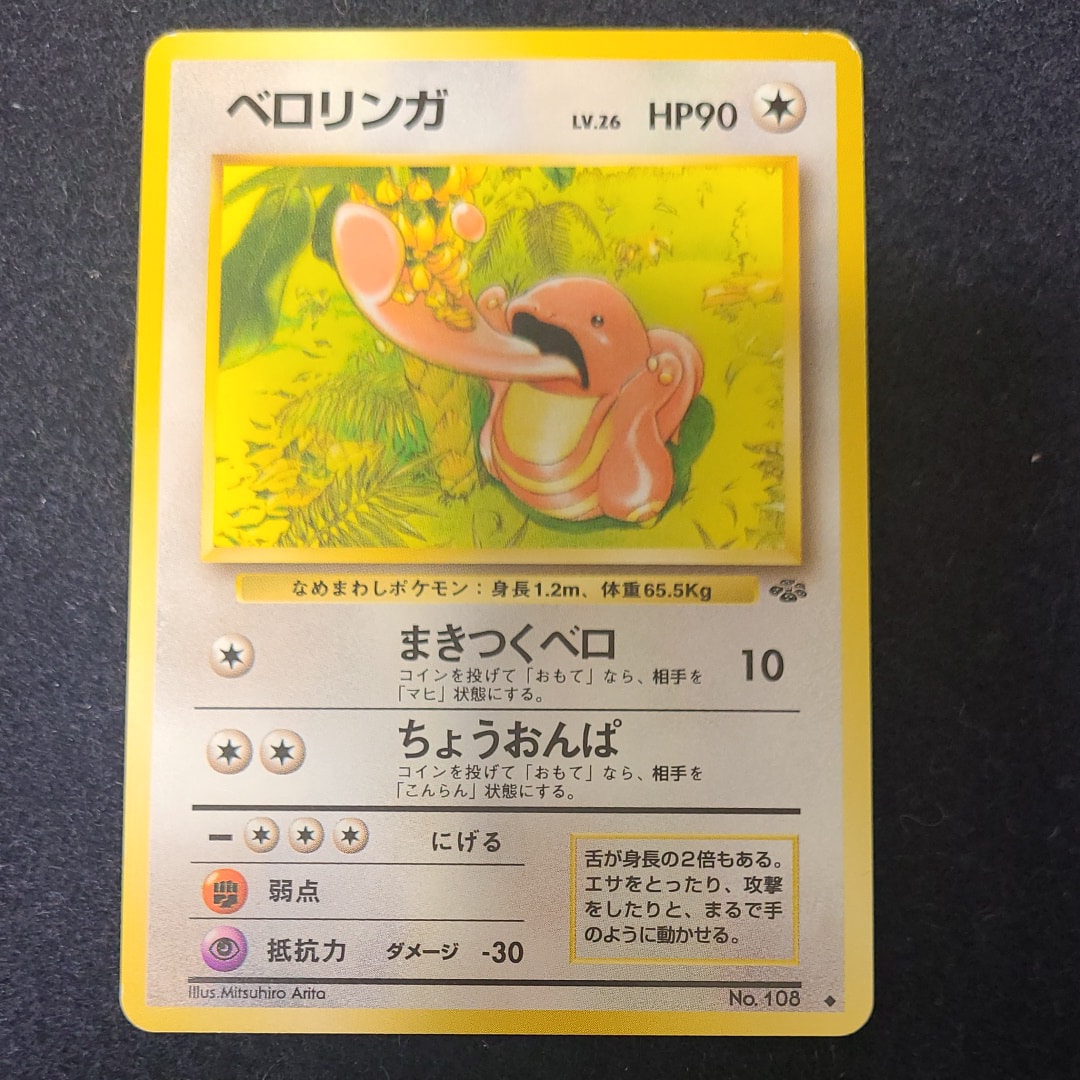 ベロリンガ LV.26 HP90
なめまわしポケモン：身長1.2m、体重65.5Kg
まきつくベロ 10
コインを投げて「おもて」なら、相手を
「マヒ」状態にする。
ちょうおんぱ
コインを投げて「おもて」なら、相手を
「こんらん」状態にする。
にげる
弱点
抵抗力 ダメージ -30
舌が身長の2倍もある。
エサをとったり、攻撃
をしたりと、まるで手
のように動かせる。
Illus.Mitsuhiro Arita
No. 108